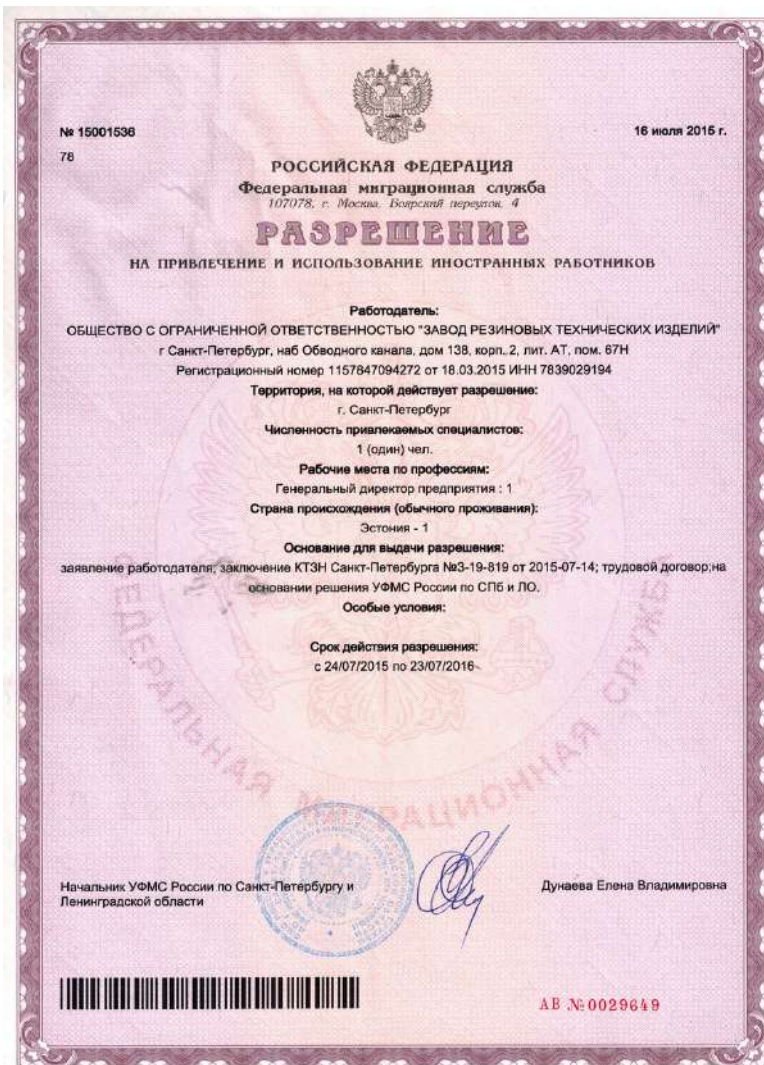 № 15001536
16 июля 2015 г.
78
РОССИЙСКАЯ ФЕДЕРАЦИЯ
Федеральная миграционная служба
107078, г. Москва, Боярский переулок, 4
РАЗРЕШЕНИЕ
НА ПРИВЛЕЧЕНИЕ И ИСПОЛЬЗОВАНИЕ ИНОСТРАННЫХ РАБОТНИКОВ
Работодатель:
ОБЩЕСТВО С ОГРАНИЧЕННОЙ ОТВЕТСТВЕННОСТЬЮ "ЗАВОД РЕЗИНОВЫХ ТЕХНИЧЕСКИХ ИЗДЕЛИЙ"
г Санкт-Петербург, наб Обводного канала, дом 138, корп. 2, лит. АТ, пом. 67Н
Регистрационный номер 1157847094272 от 18.03.2015 ИНН 7839029194
Территория, на которой действует разрешение:
г. Санкт-Петербург
Численность привлекаемых специалистов:
1 (один) чел.
Рабочие места по профессиям:
Генеральный директор предприятия : 1
Страна происхождения (обычного проживания):
Эстония - 1
Основание для выдачи разрешения:
заявление работодателя; заключение КТЗН Санкт-Петербурга №3-19-819 от 2015-07-14; трудовой договор;на
основании решения УФМС России по СПб и ЛО.
Особые условия:
Срок действия разрешения:
с 24/07/2015 по 23/07/2016
ФЕДЕРАЛЬНАЯ МИГРАЦИОННАЯ СЛУЖБА
Начальник УФМС России по Санкт-Петербургу и
Ленинградской области
Дунаева Елена Владимировна
АВ №0029649